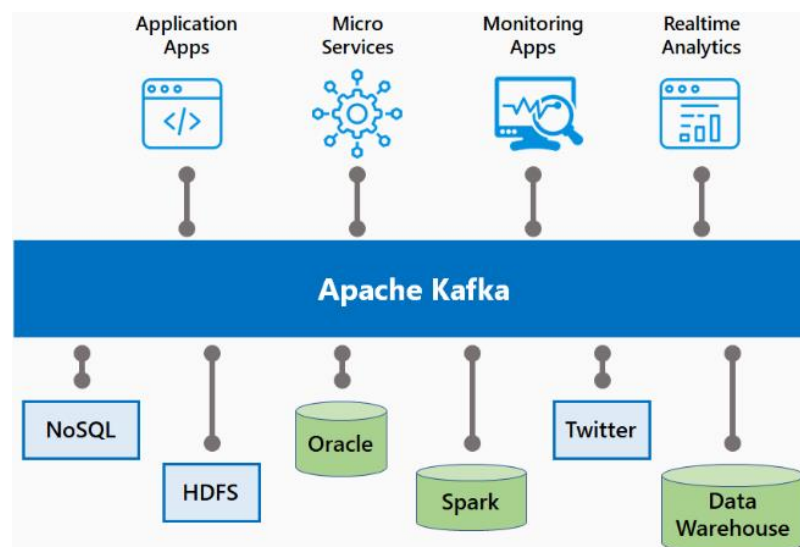 Application
Apps
Micro
Services
Monitoring
Apps
Realtime
Analytics
</>
Apache Kafka
NoSQL
HDFS
Oracle
Spark
Twitter
Data
Warehouse